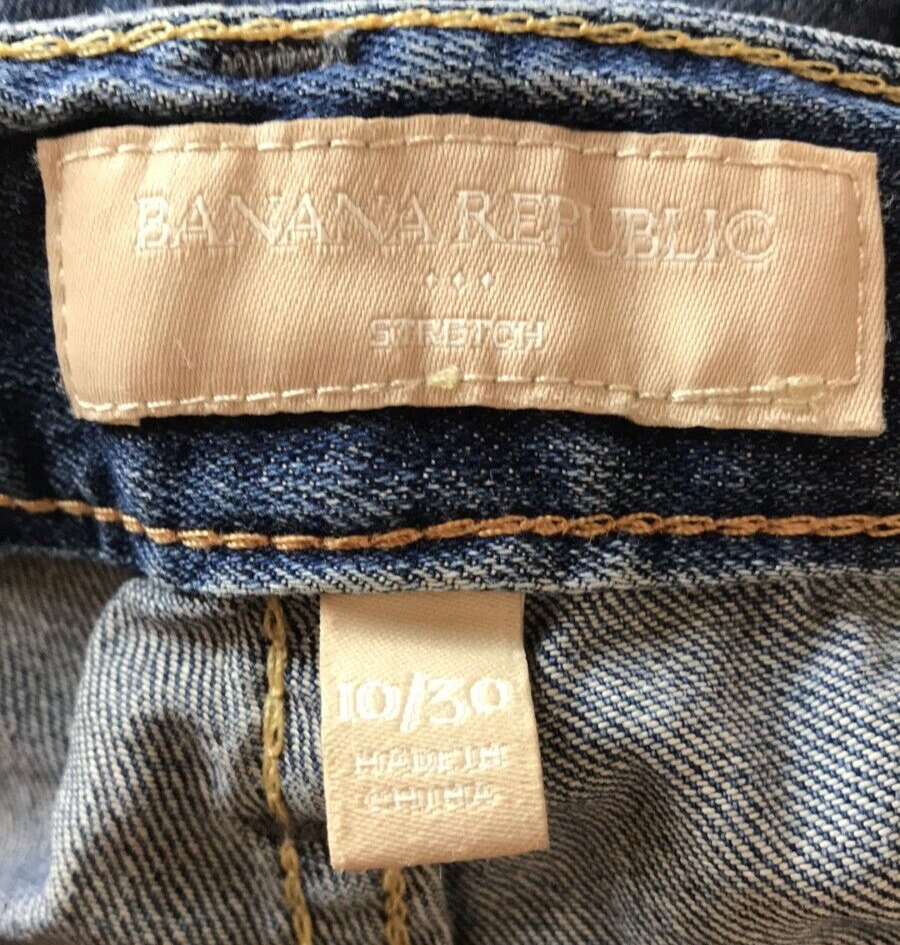 BANANA REPUBLIC
STRETCH
10/30
MADE IN
CHINA